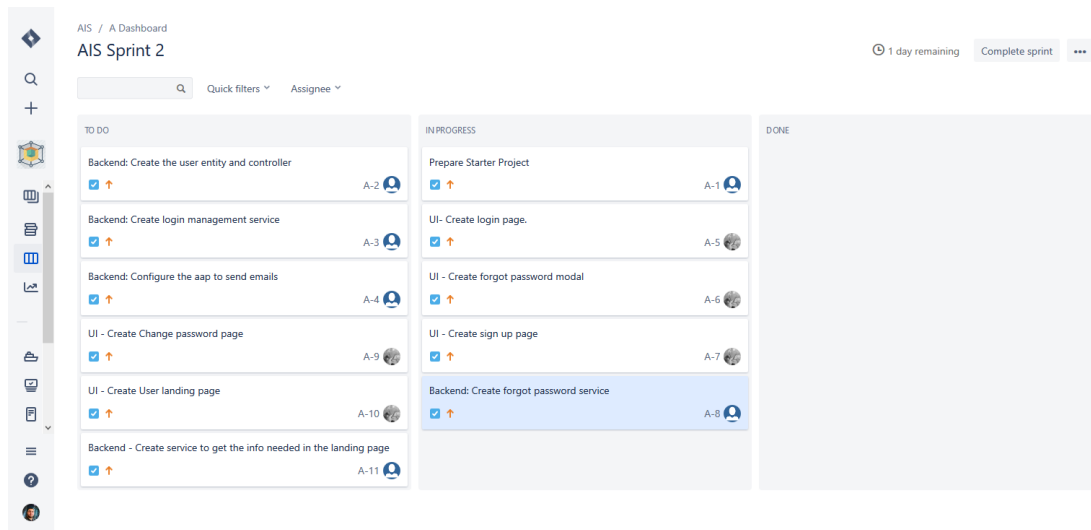 AIS / A Dashboard
AIS Sprint 2
1 day remaining
Complete sprint
Quick filters
Assignee
TO DO
Backend: Create the user entity and controller
A-2
Backend: Create login management service
A-3
Backend: Configure the aap to send emails
A-4
UI - Create Change password page
A-9
UI - Create User landing page
A-10
Backend - Create service to get the info needed in the landing page
A-11
IN PROGRESS
Prepare Starter Project
A-1
UI- Create login page.
A-5
UI - Create forgot password modal
A-6
UI - Create sign up page
A-7
Backend: Create forgot password service
A-8
DONE